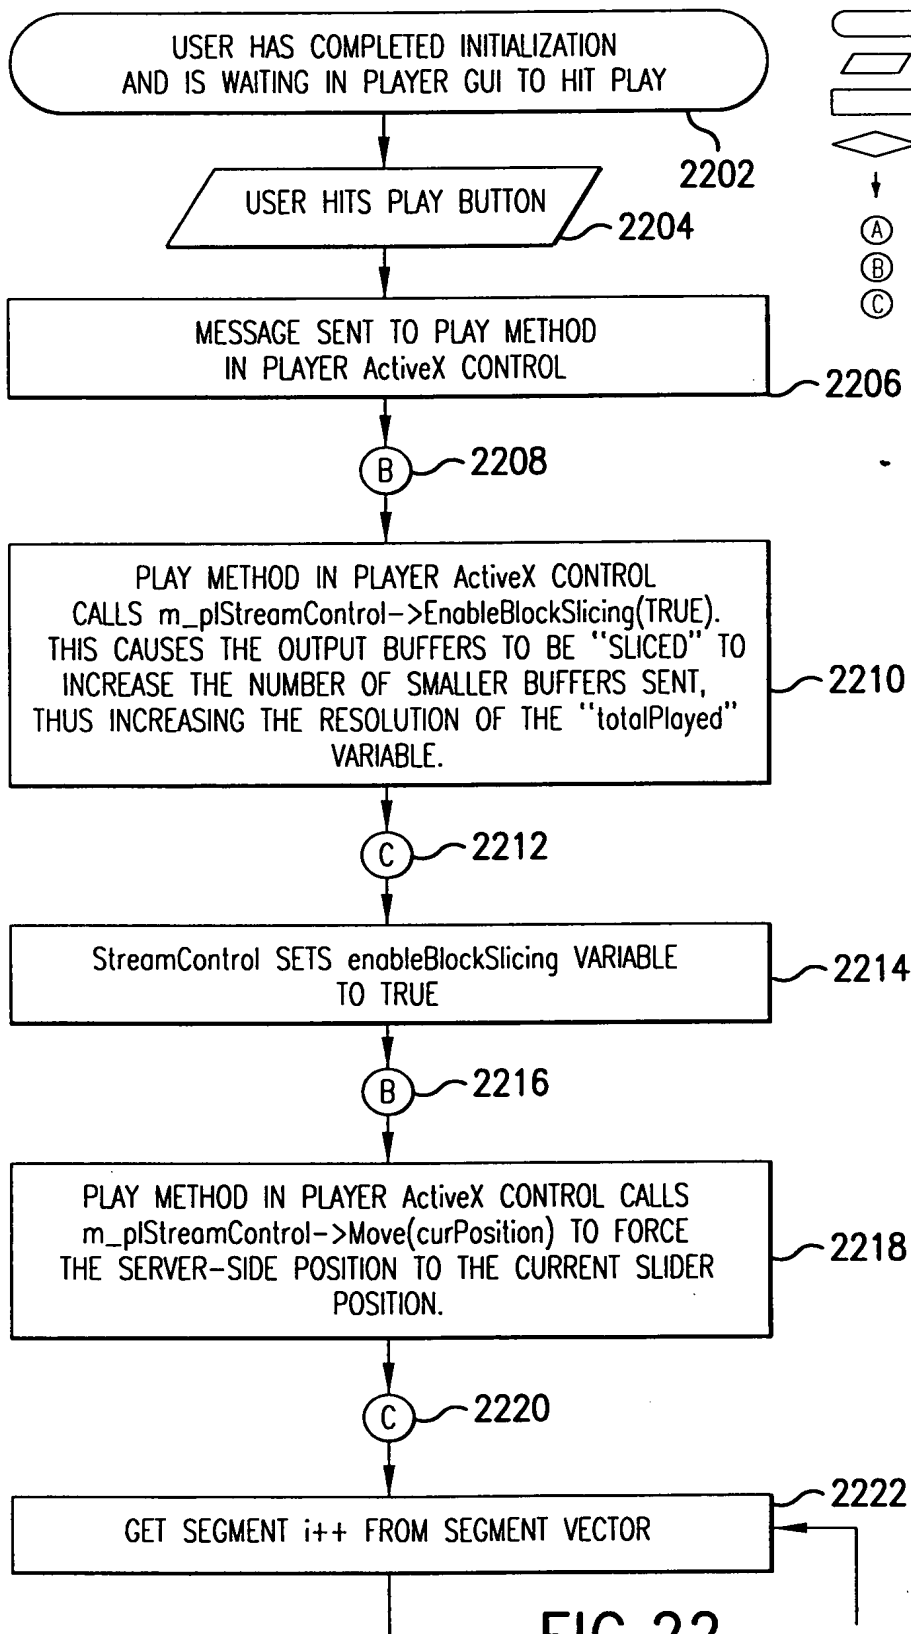 USER HAS COMPLETED INITIALIZATION
AND IS WAITING IN PLAYER GUI TO HIT PLAY
2202
USER HITS PLAY BUTTON
2204
A
B
C
MESSAGE SENT TO PLAY METHOD
IN PLAYER ActiveX CONTROL
2206
B
2208
PLAY METHOD IN PLAYER ActiveX CONTROL
CALLS m_plStreamControl->EnableBlockSlicing(TRUE).
THIS CAUSES THE OUTPUT BUFFERS TO BE "SLICED" TO
INCREASE THE NUMBER OF SMALLER BUFFERS SENT,
THUS INCREASING THE RESOLUTION OF THE "totalPlayed"
VARIABLE.
2210
C
2212
StreamControl SETS enableBlockSlicing VARIABLE
TO TRUE
2214
B
2216
PLAY METHOD IN PLAYER ActiveX CONTROL CALLS
m_plStreamControl->Move(curPosition) TO FORCE
THE SERVER-SIDE POSITION TO THE CURRENT SLIDER
POSITION.
2218
C
2220
2222
GET SEGMENT i++ FROM SEGMENT VECTOR
FIG.22